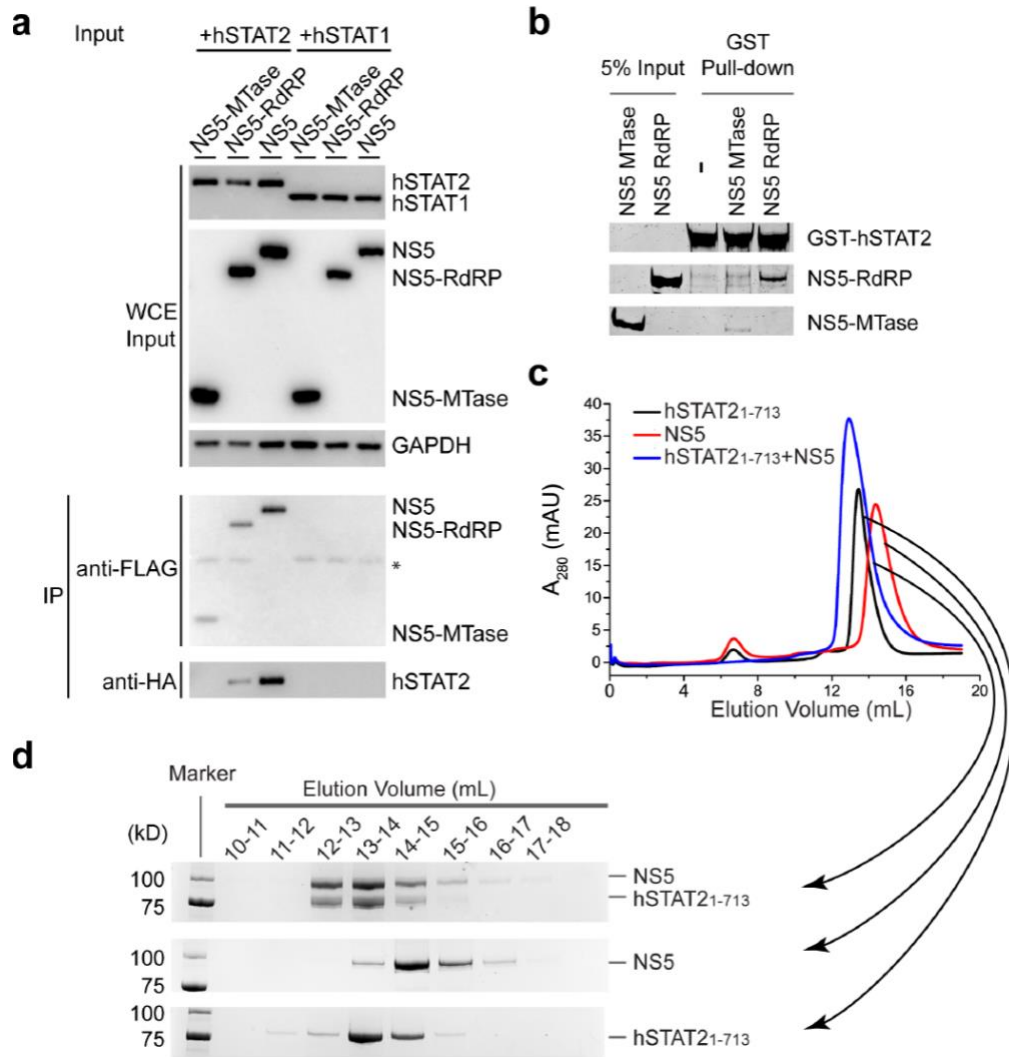 a
Input
+hSTAT2 +hSTAT1
NS5-MTase
NS5-RdRP
NS5
NS5-MTase
NS5-RdRP
NS5
hSTAT2
hSTAT1
NS5
NS5-RdRP
WCE
Input
NS5-MTase
GAPDH
NS5
NS5-RdRP
IP
anti-FLAG
*
NS5-MTase
anti-HA
hSTAT2
b
5% Input
GST
Pull-down
NS5 MTase
NS5 RdRP
-
NS5 MTase
NS5 RdRP
GST-hSTAT2
NS5-RdRP
NS5-MTase
c
hSTAT21-713
NS5
hSTAT21-713+NS5
A280 (mAU)
40
35
30
25
20
15
10
5
0
0 4 8 12 16 20
Elution Volume (mL)
d
Marker
Elution Volume (mL)
(kD)
10-11
11-12
12-13
13-14
14-15
15-16
16-17
17-18
100
75
NS5
hSTAT21-713
100
75
NS5
100
75
hSTAT21-713